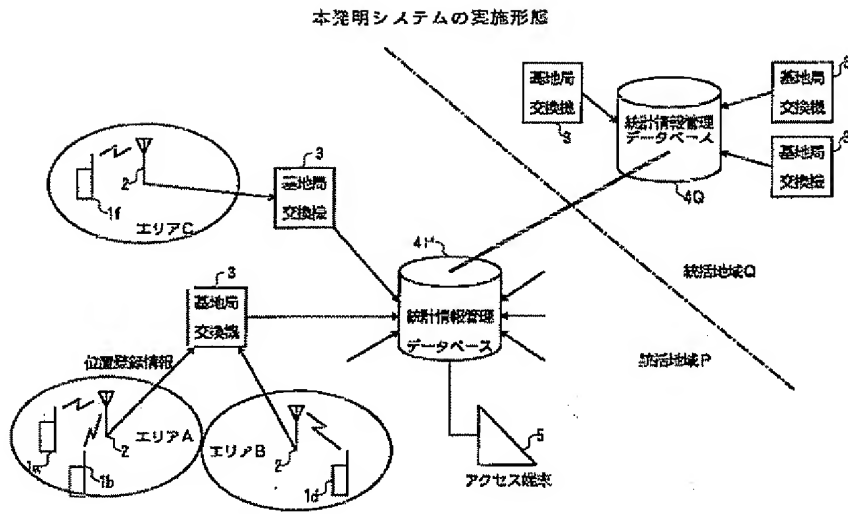 本発明システムの実施形態
基地局
交換機
3
統計情報管理
データベース
4Q
基地局
交換機
基地局
交換機
統括地域Q
統括地域P
2
1f
エリアC
3
基地局
交換機
3
基地局
交換機
位置登録情報
4P
統計情報管理
データベース
5
アクセス端末
1a
1b
2
エリアA
エリアB
2
1d